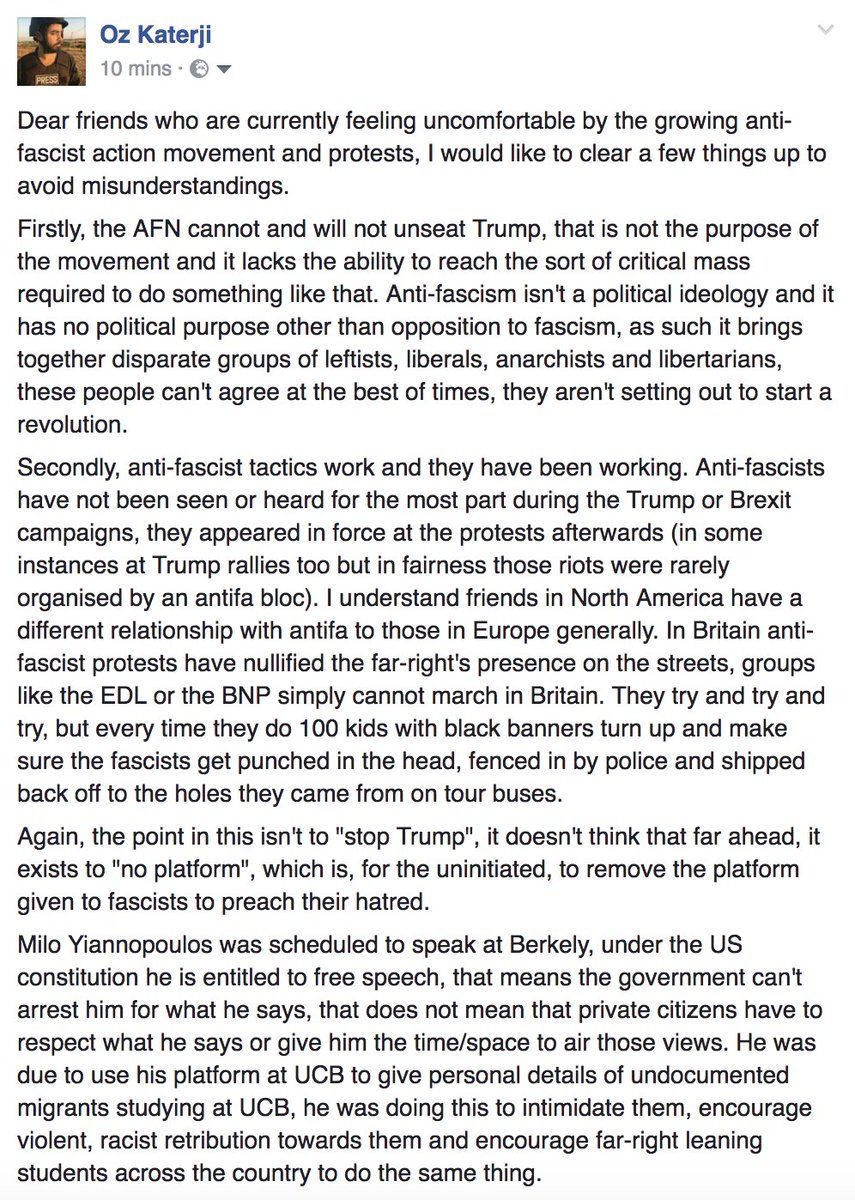 Oz Katerji
10 mins ·
PRESS
Dear friends who are currently feeling uncomfortable by the growing anti-
fascist action movement and protests, I would like to clear a few things up to
avoid misunderstandings.
Firstly, the AFN cannot and will not unseat Trump, that is not the purpose of
the movement and it lacks the ability to reach the sort of critical mass
required to do something like that. Anti-fascism isn't a political ideology and it
has no political purpose other than opposition to fascism, as such it brings
together disparate groups of leftists, liberals, anarchists and libertarians,
these people can't agree at the best of times, they aren't setting out to start a
revolution.
Secondly, anti-fascist tactics work and they have been working. Anti-fascists
have not been seen or heard for the most part during the Trump or Brexit
campaigns, they appeared in force at the protests afterwards (in some
instances at Trump rallies too but in fairness those riots were rarely
organised by an antifa bloc). I understand friends in North America have a
different relationship with antifa to those in Europe generally. In Britain anti-
fascist protests have nullified the far-right's presence on the streets, groups
like the EDL or the BNP simply cannot march in Britain. They try and try and
try, but every time they do 100 kids with black banners turn up and make
sure the fascists get punched in the head, fenced in by police and shipped
back off to the holes they came from on tour buses.
Again, the point in this isn't to "stop Trump", it doesn't think that far ahead, it
exists to "no platform", which is, for the uninitiated, to remove the platform
given to fascists to preach their hatred.
Milo Yiannopoulos was scheduled to speak at Berkely, under the US
constitution he is entitled to free speech, that means the government can't
arrest him for what he says, that does not mean that private citizens have to
respect what he says or give him the time/space to air those views. He was
due to use his platform at UCB to give personal details of undocumented
migrants studying at UCB, he was doing this to intimidate them, encourage
violent, racist retribution towards them and encourage far-right leaning
students across the country to do the same thing.